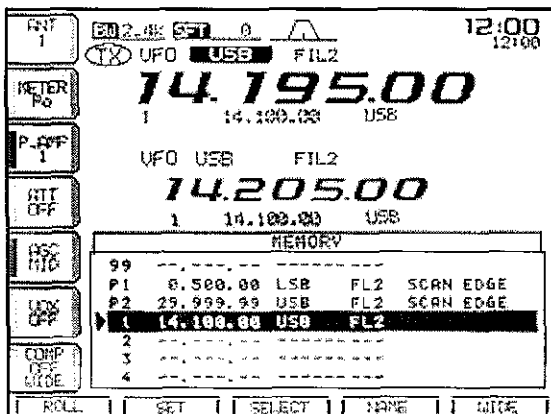 ANT
1
BW 2.4K SFT 0
12:00
12:00
TX VFO USB FIL2
METER
Po
14.195.00
1 14.100.00 USB
P.AMP
1
VFO USB FIL2
ATT
OFF
14.205.00
1 14.100.00 USB
MEMORY
AGC
MID
99 --.---.-- ----------
P1 0.500.00 LSB FL2 SCAN EDGE
P2 29.999.99 USB FL2 SCAN EDGE
VOX
OFF
1 14.100.00 USB FL2
2 --.---.-- ----------
COMP
OFF
WIDE
3 --.---.-- ----------
4 --.---.-- ----------
ROLL SET SELECT NAME WIDE